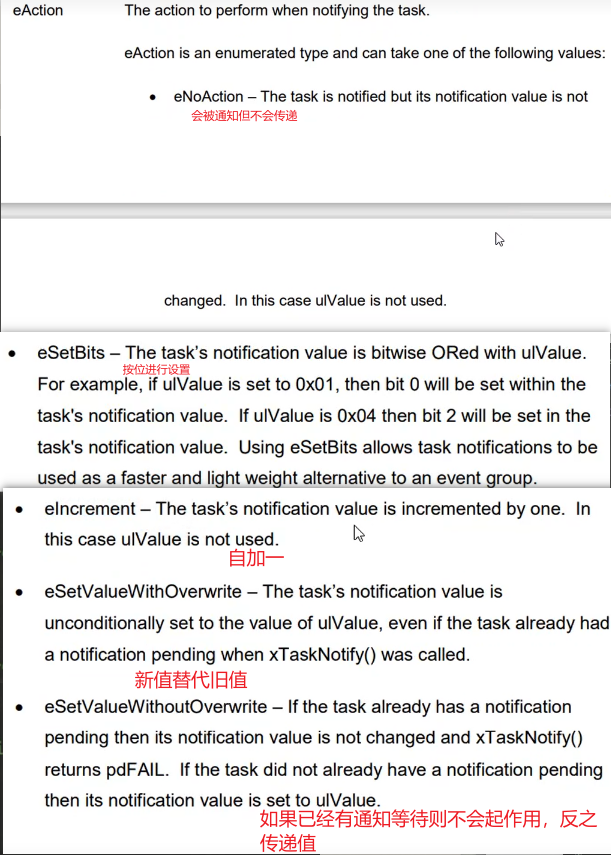 eAction The action to perform when notifying the task.
eAction is an enumerated type and can take one of the following values:
• eNoAction – The task is notified but its notification value is not
会被通知但不会传递
changed. In this case ulValue is not used.
• eSetBits – The task's notification value is bitwise ORed with ulValue.
按位进行设置
For example, if ulValue is set to 0x01, then bit 0 will be set within the
task's notification value. If ulValue is 0x04 then bit 2 will be set in the
task's notification value. Using eSetBits allows task notifications to be
used as a faster and light weight alternative to an event group.
• eIncrement – The task's notification value is incremented by one. In
this case ulValue is not used.
自加一
• eSetValueWithOverwrite – The task's notification value is
unconditionally set to the value of ulValue, even if the task already had
a notification pending when xTaskNotify() was called.
新值替代旧值
• eSetValueWithoutOverwrite – If the task already has a notification
pending then its notification value is not changed and xTaskNotify()
returns pdFAIL. If the task did not already have a notification pending
then its notification value is set to ulValue.
如果已经有通知等待则不会起作用，反之
传递值